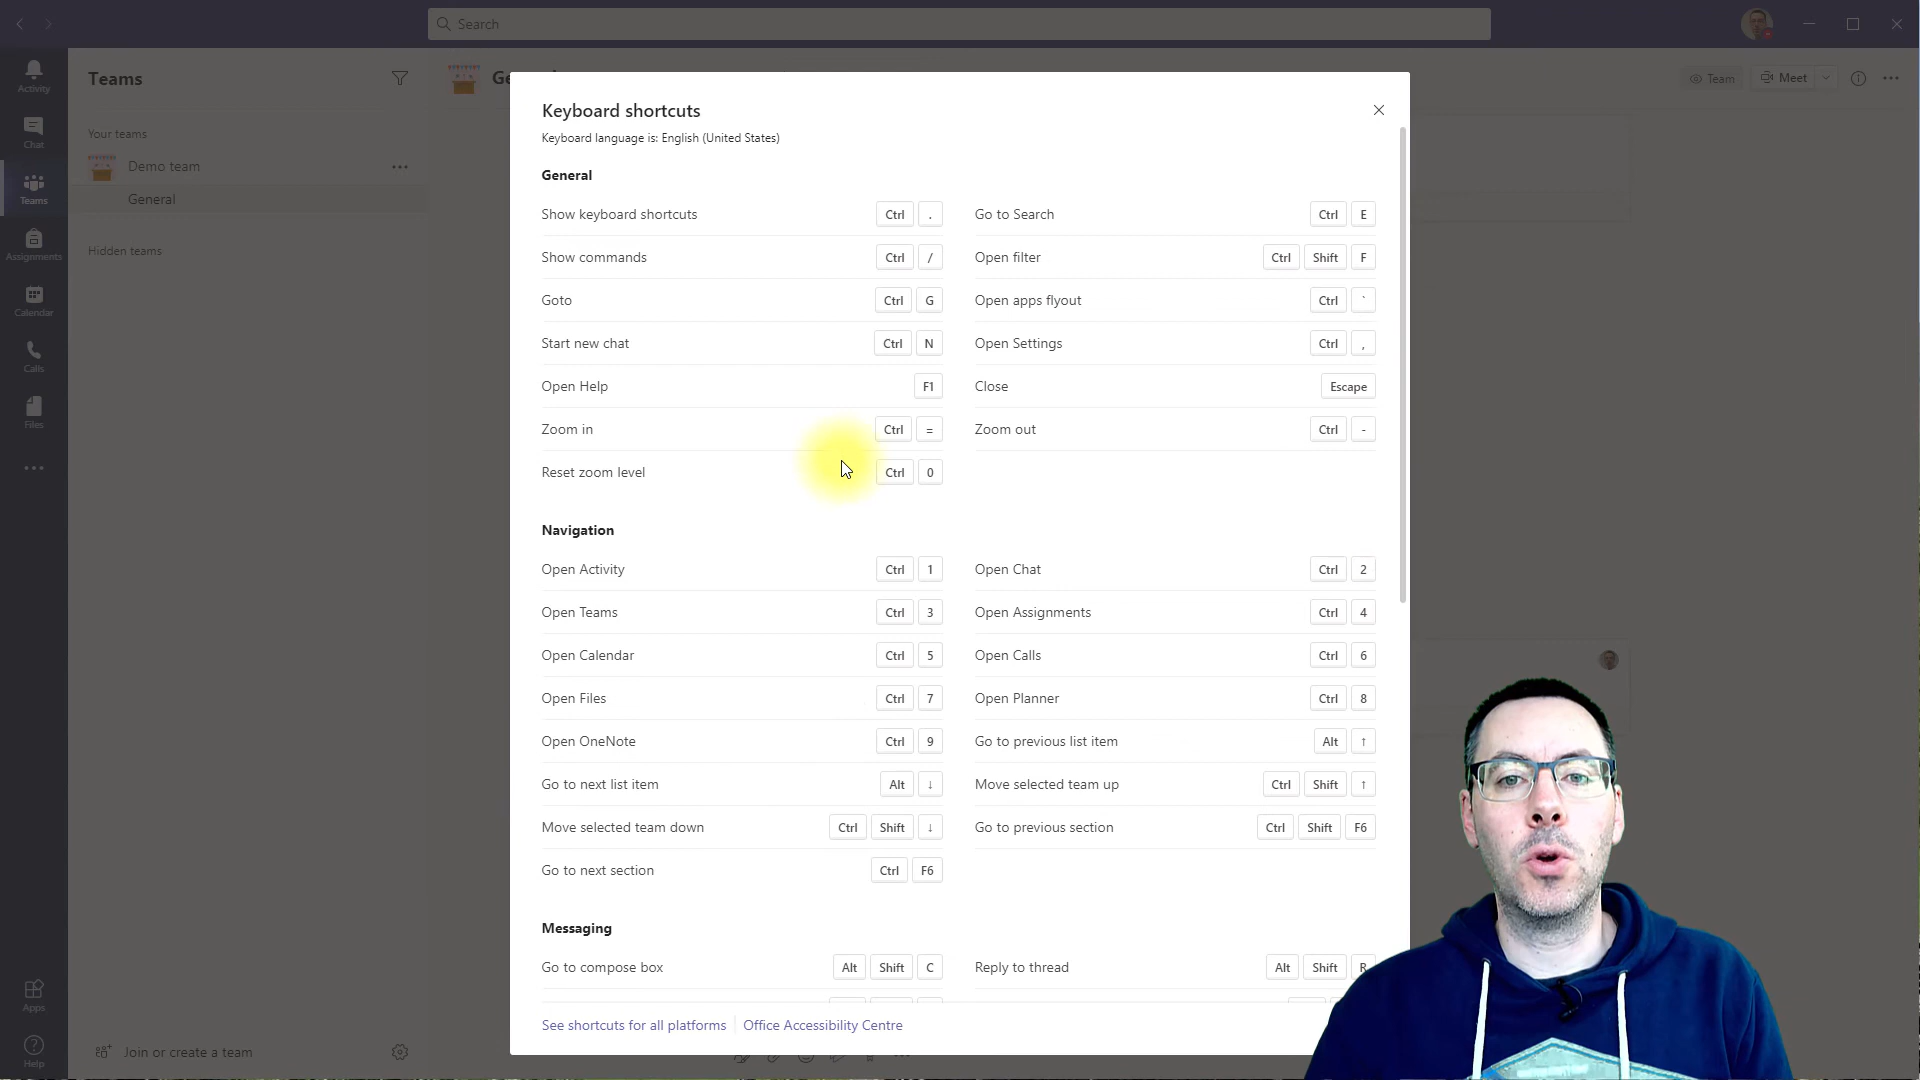 Search
Activity
Chat
Teams
Assignments
Calendar
Calls
Files
Apps
Help
Teams
Your teams
Demo team
General
Hidden teams
Join or create a team
Team
Meet
Keyboard shortcuts
Keyboard language is: English (United States)
General
Show keyboard shortcuts Ctrl . Go to Search Ctrl E
Show commands Ctrl / Open filter Ctrl Shift F
Goto Ctrl G Open apps flyout Ctrl `
Start new chat Ctrl N Open Settings Ctrl ,
Open Help F1 Close Escape
Zoom in Ctrl = Zoom out Ctrl -
Reset zoom level Ctrl 0
Navigation
Open Activity Ctrl 1 Open Chat Ctrl 2
Open Teams Ctrl 3 Open Assignments Ctrl 4
Open Calendar Ctrl 5 Open Calls Ctrl 6
Open Files Ctrl 7 Open Planner Ctrl 8
Open OneNote Ctrl 9 Go to previous list item Alt ↑
Go to next list item Alt ↓ Move selected team up Ctrl Shift ↑
Move selected team down Ctrl Shift ↓ Go to previous section Ctrl Shift F6
Go to next section Ctrl F6
Messaging
Go to compose box Alt Shift C Reply to thread Alt Shift R
See shortcuts for all platforms Office Accessibility Centre